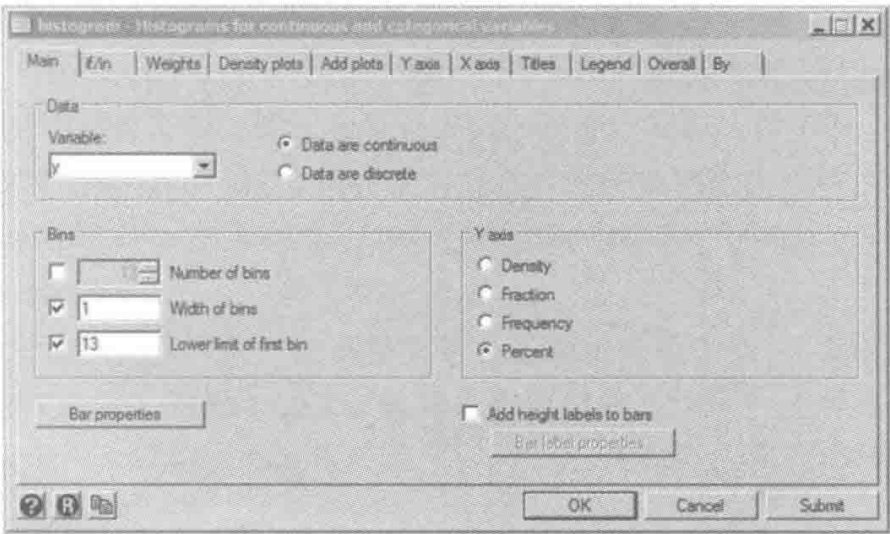 histogram - Histograms for continuous and categorical variables
Main if/in Weights Density plots Add plots Y axis X axis Titles Legend Overall By
Data
Variable:
y
Data are continuous
Data are discrete
Bins
13 Number of bins
1 Width of bins
13 Lower limit of first bin
Y axis
Density
Fraction
Frequency
Percent
Bar properties
Add height labels to bars
Bar label properties
? R
OK Cancel Submit